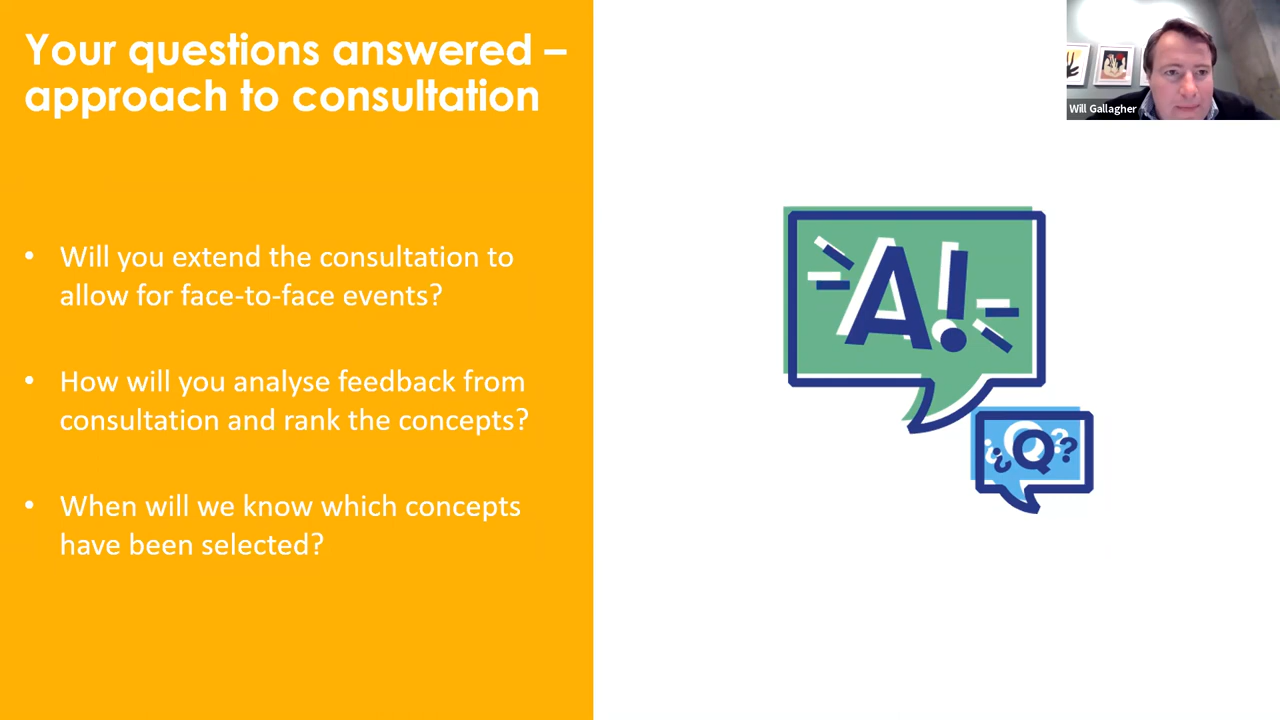 Your questions answered –
approach to consultation
Will Gallagher
• Will you extend the consultation to
allow for face-to-face events?
• How will you analyse feedback from
consultation and rank the concepts?
• When will we know which concepts
have been selected?
A!
¿¿Q??